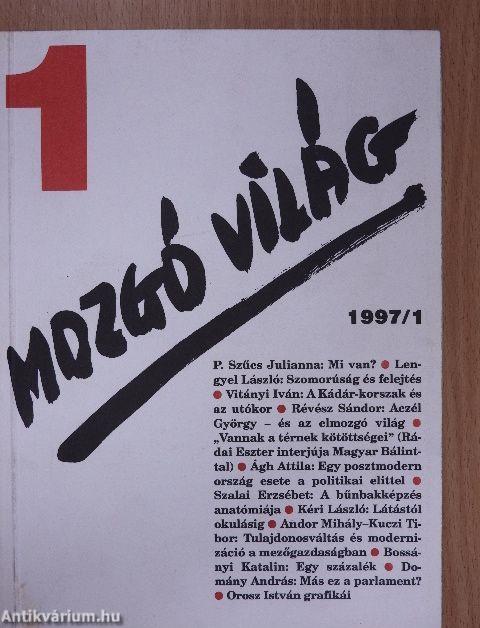 1
MOZGÓ VILÁG
1997/1
P. Szűcs Julianna: Mi van? ● Len-
gyel László: Szomorúság és felejtés
● Vitányi Iván: A Kádár-korszak és
az utókor ● Révész Sándor: Aczél
György – és az elmozgó világ ●
„Vannak a térnek kötöttségei” (Rá-
dai Eszter interjúja Magyar Bálint-
tal) ● Ágh Attila: Egy posztmodern
ország esete a politikai elittel ●
Szalai Erzsébet: A bűnbakképzés
anatómiája ● Kéri László: Látástól
okulásig ● Andor Mihály–Kuczi Ti-
bor: Tulajdonosváltás és moderni-
záció a mezőgazdaságban ● Bossá-
nyi Katalin: Egy százalék ● Do-
mány András: Más ez a parlament?
● Orosz István grafikái
Antikvárium.hu